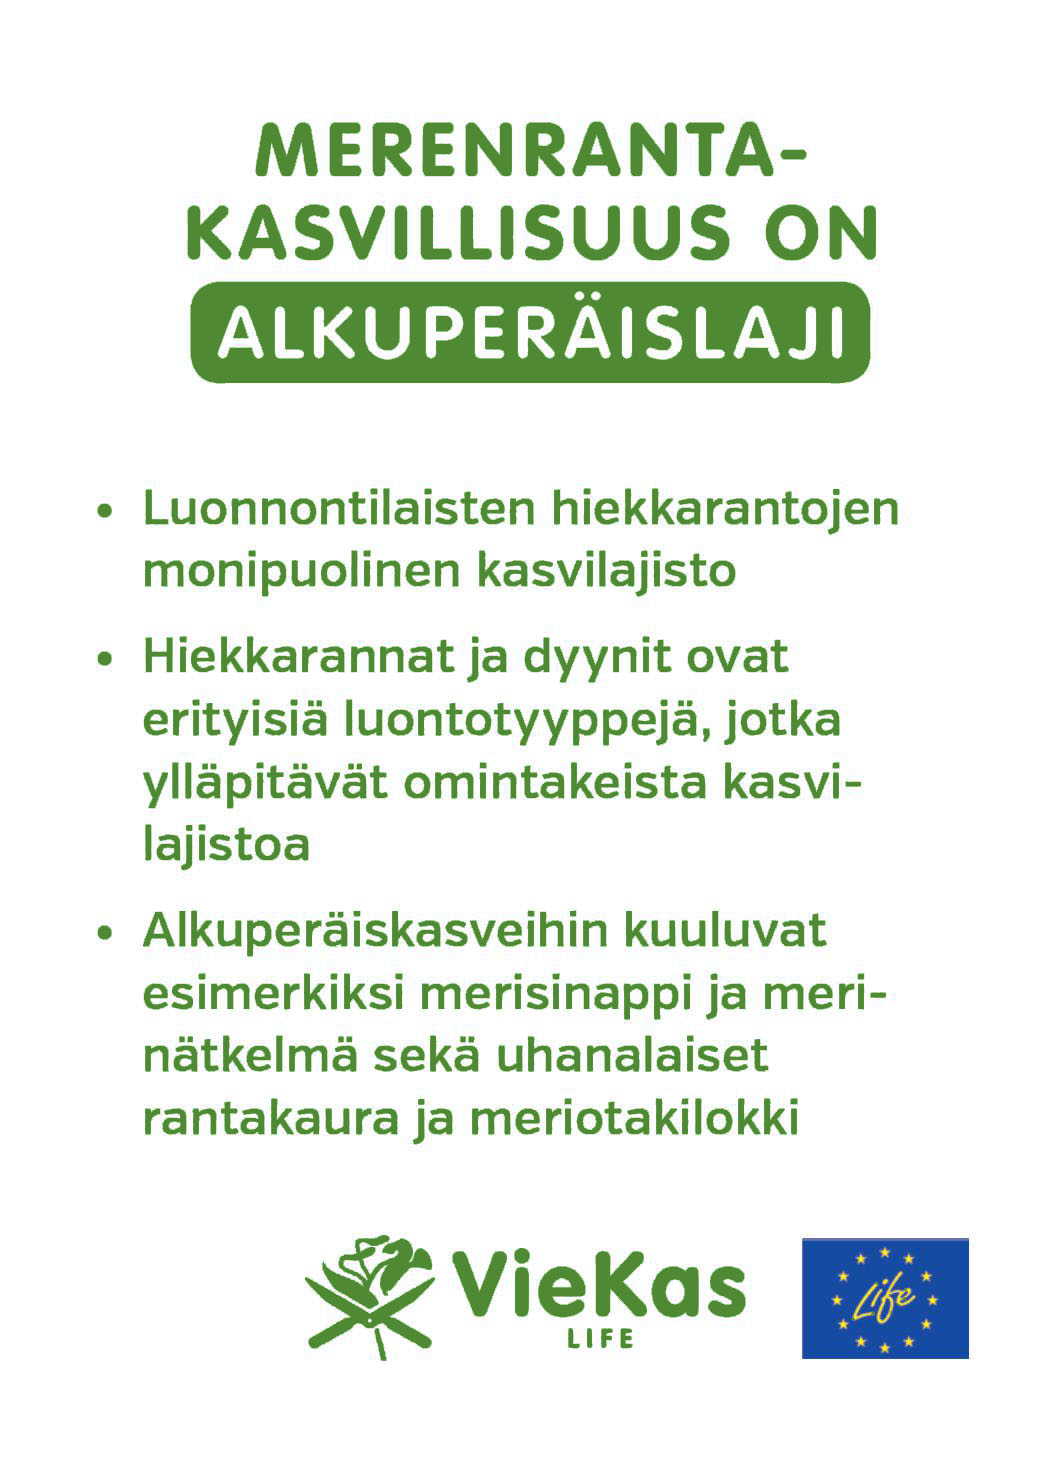 MERENRANTA-
KASVILLISUUS ON
ALKUPERÄISLAJI
• Luonnontilaisten hiekkarantojen
monipuolinen kasvilajisto
• Hiekkarannat ja dyynit ovat
erityisiä luontotyyppejä, jotka
ylläpitävät omintakeista kasvi-
lajistoa
• Alkuperäiskasveihin kuuluvat
esimerkiksi merisinappi ja meri-
nätkelmä sekä uhanalaiset
rantakaura ja meriotakilokki
VieKas
LIFE
Life